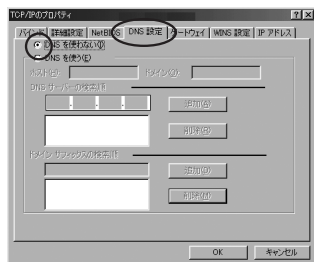 TCP/IPのプロパティ
バインド 詳細設定 NetBIOS DNS 設定 ゲートウェイ WINS 設定 IP アドレス
DNS を使わない(I)
DNS を使う(E)
ホスト(H): ドメイン(O):
DNS サーバーの検索順
追加(A)
削除(R)
ドメイン サフィックスの検索順
追加(D)
削除(M)
OK キャンセル